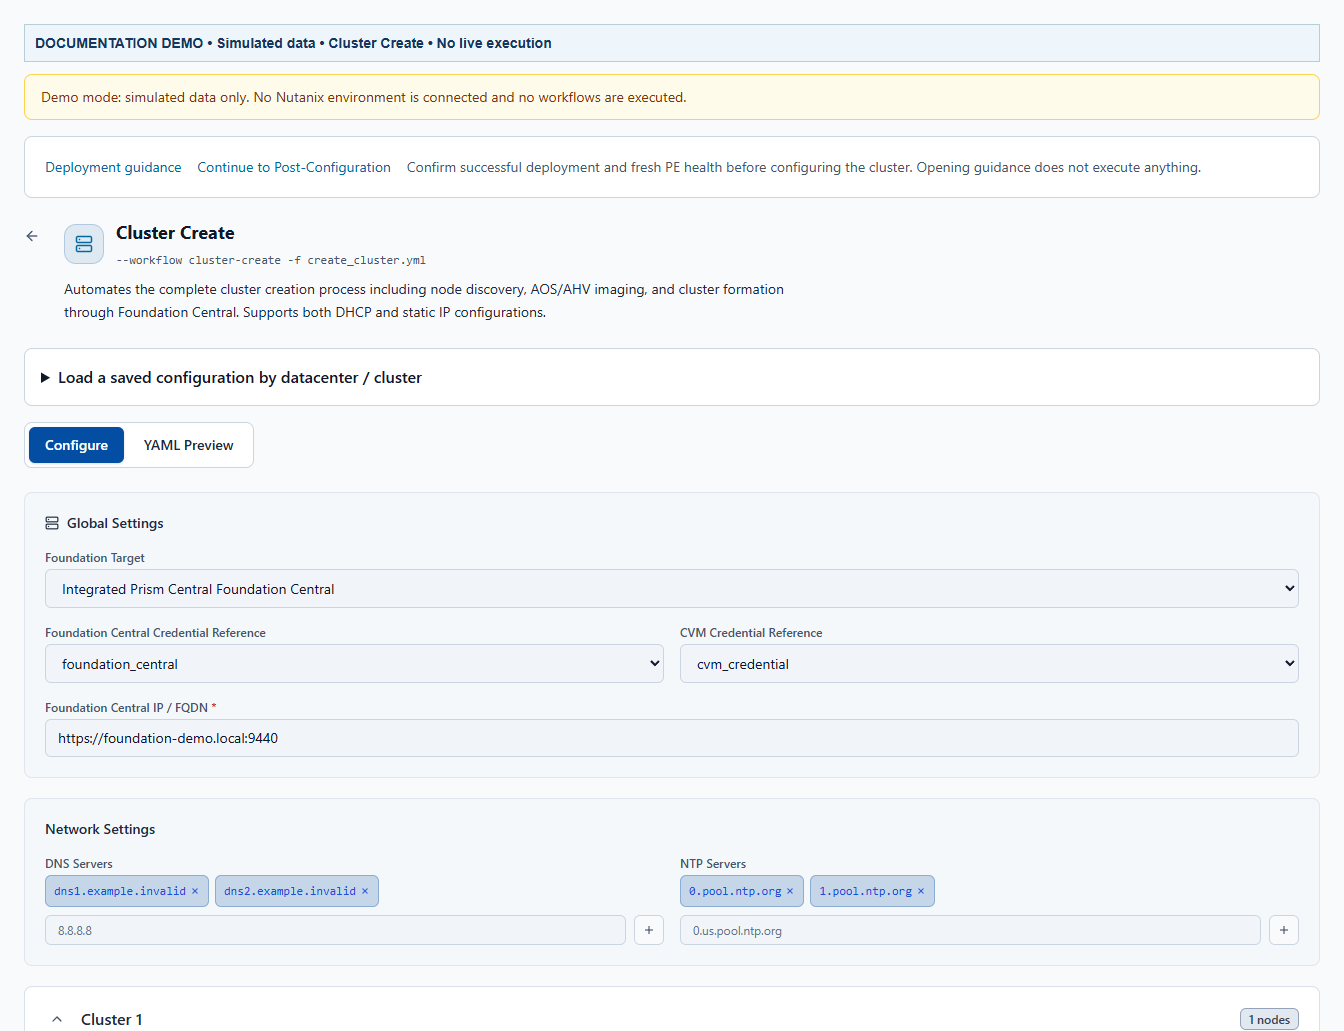 DOCUMENTATION DEMO • Simulated data • Cluster Create • No live execution
Demo mode: simulated data only. No Nutanix environment is connected and no workflows are executed.
Deployment guidance Continue to Post-Configuration Confirm successful deployment and fresh PE health before configuring the cluster. Opening guidance does not execute anything.
Cluster Create
--workflow cluster-create -f create_cluster.yml
Automates the complete cluster creation process including node discovery, AOS/AHV imaging, and cluster formation
through Foundation Central. Supports both DHCP and static IP configurations.
Load a saved configuration by datacenter / cluster
Configure YAML Preview
Global Settings
Foundation Target
Integrated Prism Central Foundation Central
Foundation Central Credential Reference CVM Credential Reference
foundation_central cvm_credential
Foundation Central IP / FQDN *
https://foundation-demo.local:9440
Network Settings
DNS Servers NTP Servers
dns1.example.invalid × dns2.example.invalid × 0.pool.ntp.org × 1.pool.ntp.org ×
8.8.8.8 + 0.us.pool.ntp.org +
Cluster 1 1 nodes